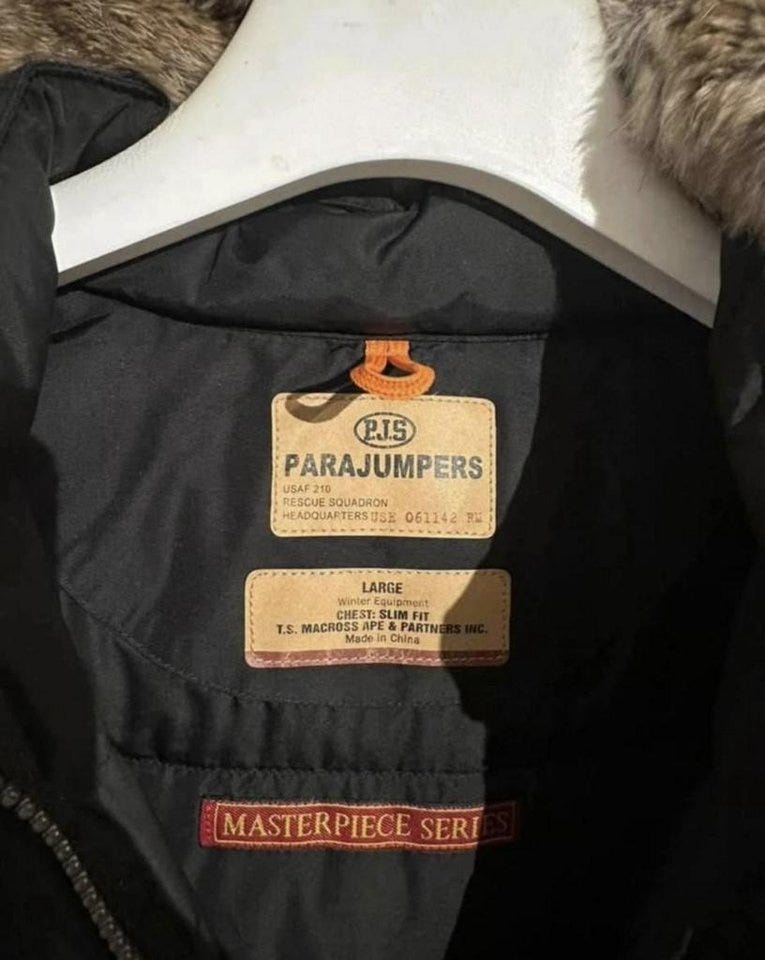 P.J.S
PARAJUMPERS
USAF 210
RESCUE SQUADRON
HEADQUARTERS USE 061142 RM
LARGE
Winter Equipment
CHEST: SLIM FIT
T.S. MACROSS APE & PARTNERS INC.
Made in China
MASTERPIECE SERIES